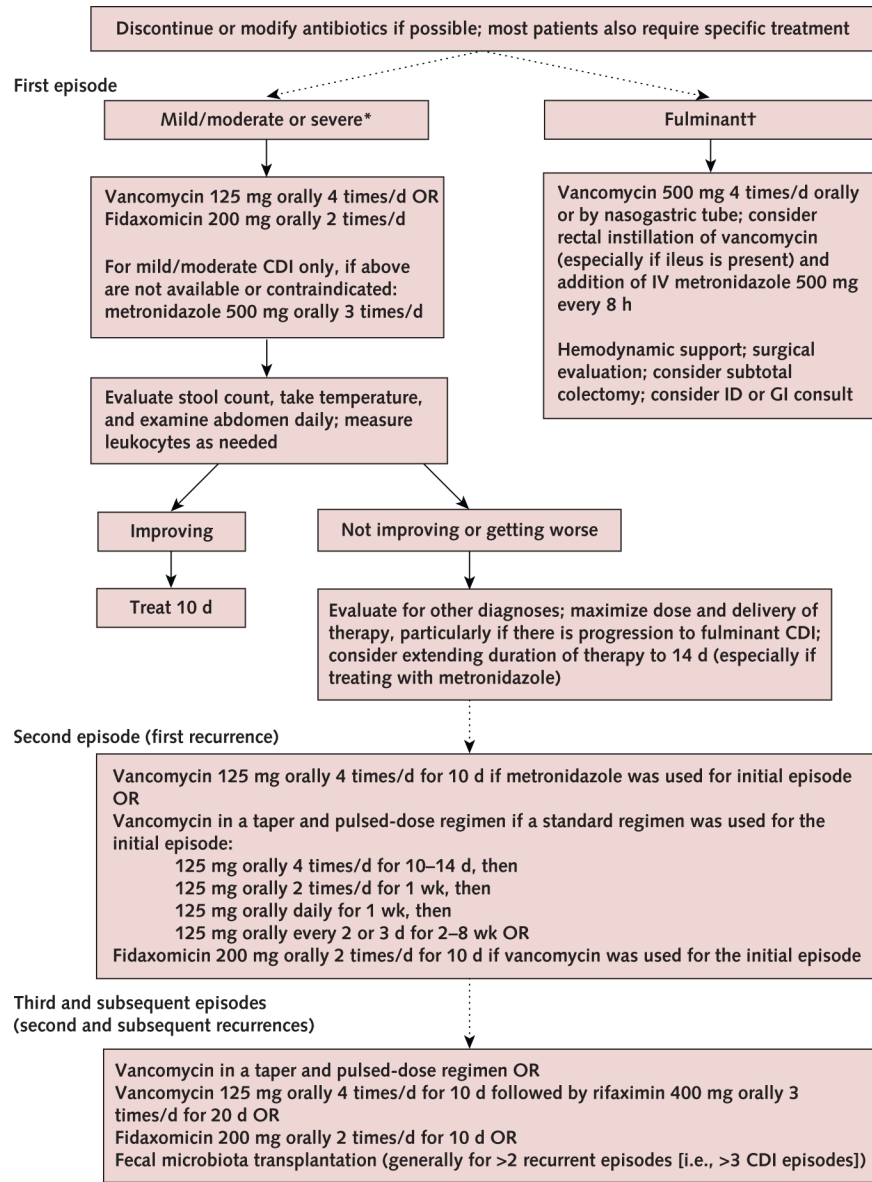 Discontinue or modify antibiotics if possible; most patients also require specific treatment
First episode
Mild/moderate or severe*
Fulminant†
Vancomycin 125 mg orally 4 times/d OR
Fidaxomicin 200 mg orally 2 times/d
For mild/moderate CDI only, if above
are not available or contraindicated:
metronidazole 500 mg orally 3 times/d
Vancomycin 500 mg 4 times/d orally
or by nasogastric tube; consider
rectal instillation of vancomycin
(especially if ileus is present) and
addition of IV metronidazole 500 mg
every 8 h
Hemodynamic support; surgical
evaluation; consider subtotal
colectomy; consider ID or GI consult
Evaluate stool count, take temperature,
and examine abdomen daily; measure
leukocytes as needed
Improving
Not improving or getting worse
Treat 10 d
Evaluate for other diagnoses; maximize dose and delivery of
therapy, particularly if there is progression to fulminant CDI;
consider extending duration of therapy to 14 d (especially if
treating with metronidazole)
Second episode (first recurrence)
Vancomycin 125 mg orally 4 times/d for 10 d if metronidazole was used for initial episode
OR
Vancomycin in a taper and pulsed-dose regimen if a standard regimen was used for the
initial episode:
125 mg orally 4 times/d for 10–14 d, then
125 mg orally 2 times/d for 1 wk, then
125 mg orally daily for 1 wk, then
125 mg orally every 2 or 3 d for 2–8 wk OR
Fidaxomicin 200 mg orally 2 times/d for 10 d if vancomycin was used for the initial episode
Third and subsequent episodes
(second and subsequent recurrences)
Vancomycin in a taper and pulsed-dose regimen OR
Vancomycin 125 mg orally 4 times/d for 10 d followed by rifaximin 400 mg orally 3
times/d for 20 d OR
Fidaxomicin 200 mg orally 2 times/d for 10 d OR
Fecal microbiota transplantation (generally for >2 recurrent episodes [i.e., >3 CDI episodes])